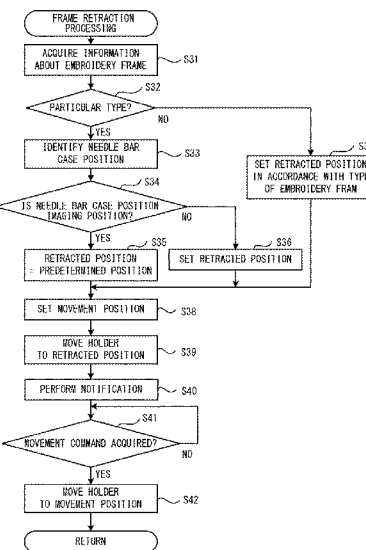 FRAME RETRACTION
PROCESSING
ACQUIRE INFORMATION
ABOUT EMBROIDERY FRAME
S31
S32
PARTICULAR TYPE?
NO
YES
IDENTIFY NEEDLE BAR
CASE POSITION
S33
SET RETRACTED POSITION
IN ACCORDANCE WITH TYPE
OF EMBROIDERY FRAM
S34
IS NEEDLE BAR CASE POSITION
IMAGING POSITION?
NO
YES
S35
RETRACTED POSITION
= PREDETERMINED POSITION
S36
SET RETRACTED POSITION
SET MOVEMENT POSITION
S38
MOVE HOLDER
TO RETRACTED POSITION
S39
PERFORM NOTIFICATION
S40
S41
MOVEMENT COMMAND ACQUIRED?
NO
YES
MOVE HOLDER
TO MOVEMENT POSITION
S42
RETURN